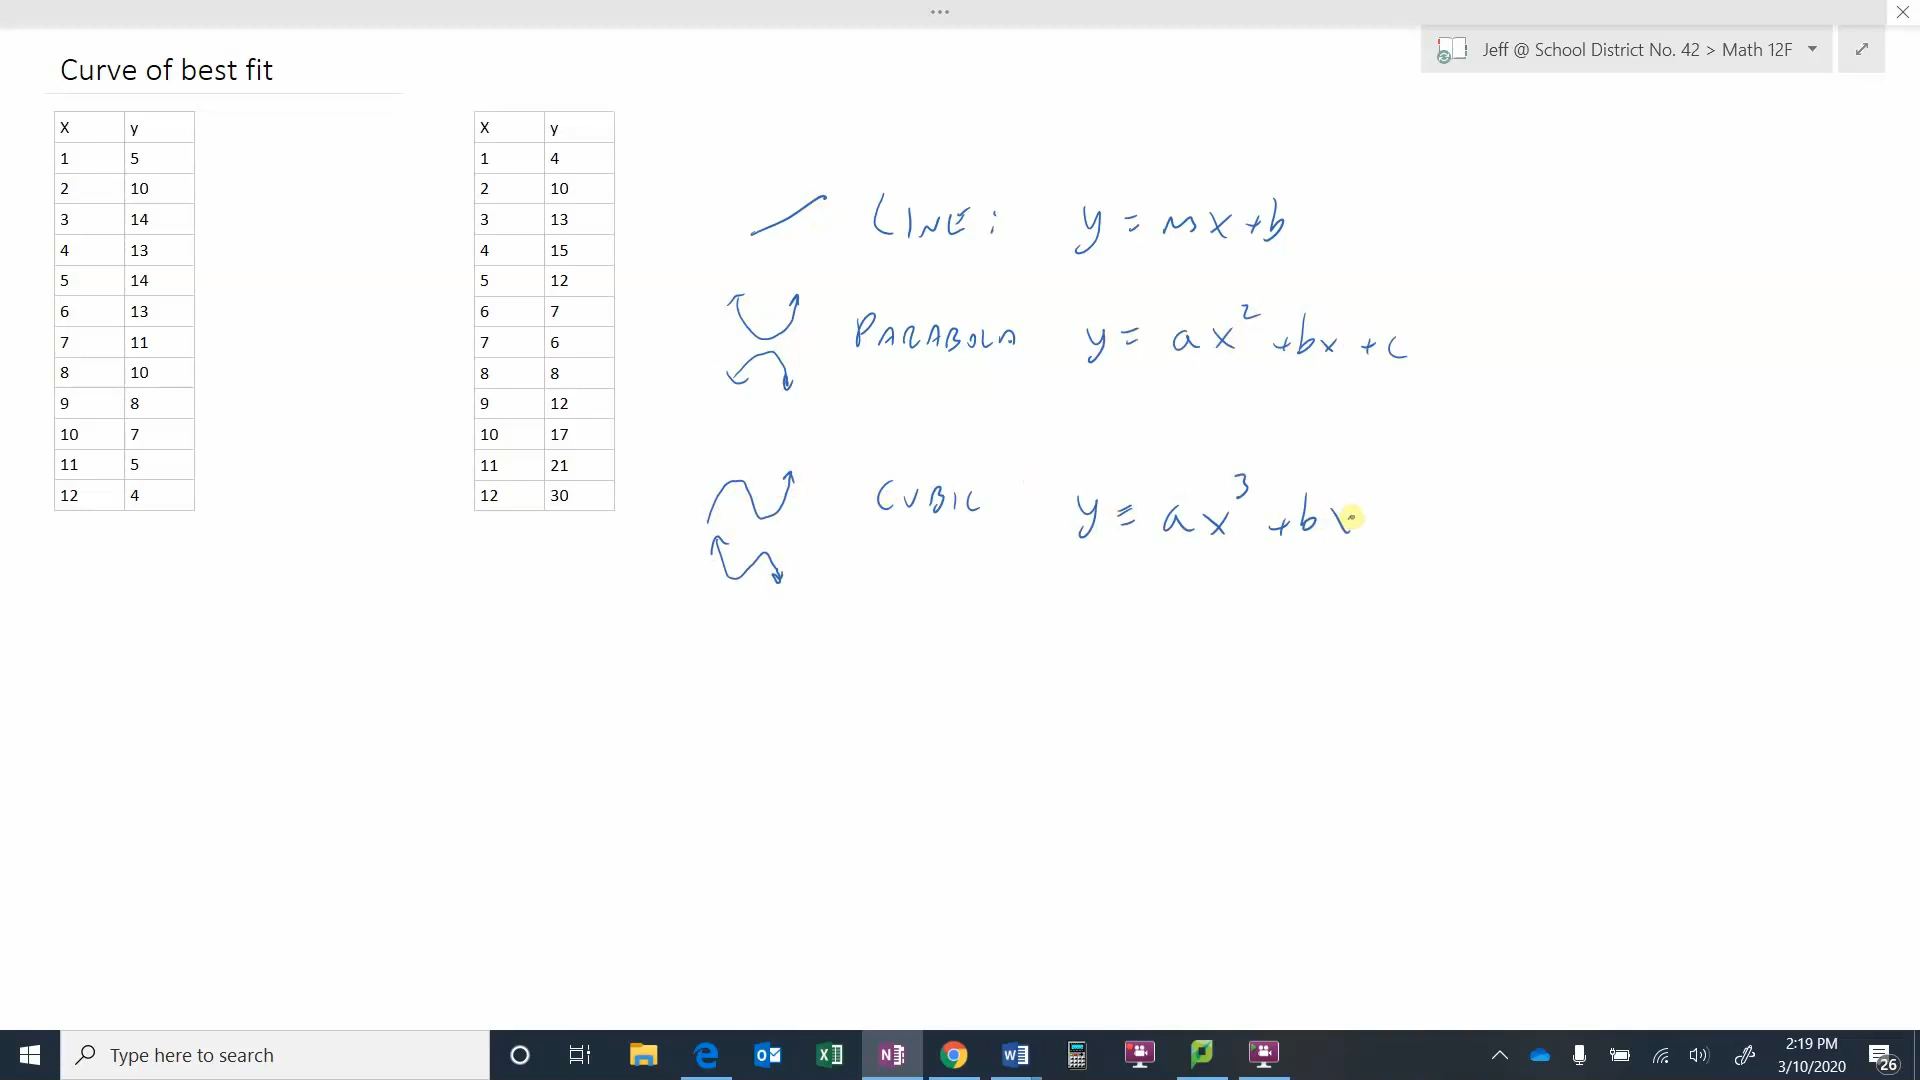 Jeff @ School District No. 42 > Math 12F
Curve of best fit
X y
1 5
2 10
3 14
4 13
5 14
6 13
7 11
8 10
9 8
10 7
11 5
12 4
X y
1 4
2 10
3 13
4 15
5 12
6 7
7 6
8 8
9 12
10 17
11 21
12 30
LINE: y = mx+b
PARABOLA y = ax² +bx +c
CUBIC y = ax³ +b
Type here to search
2:19 PM
3/10/2020
26